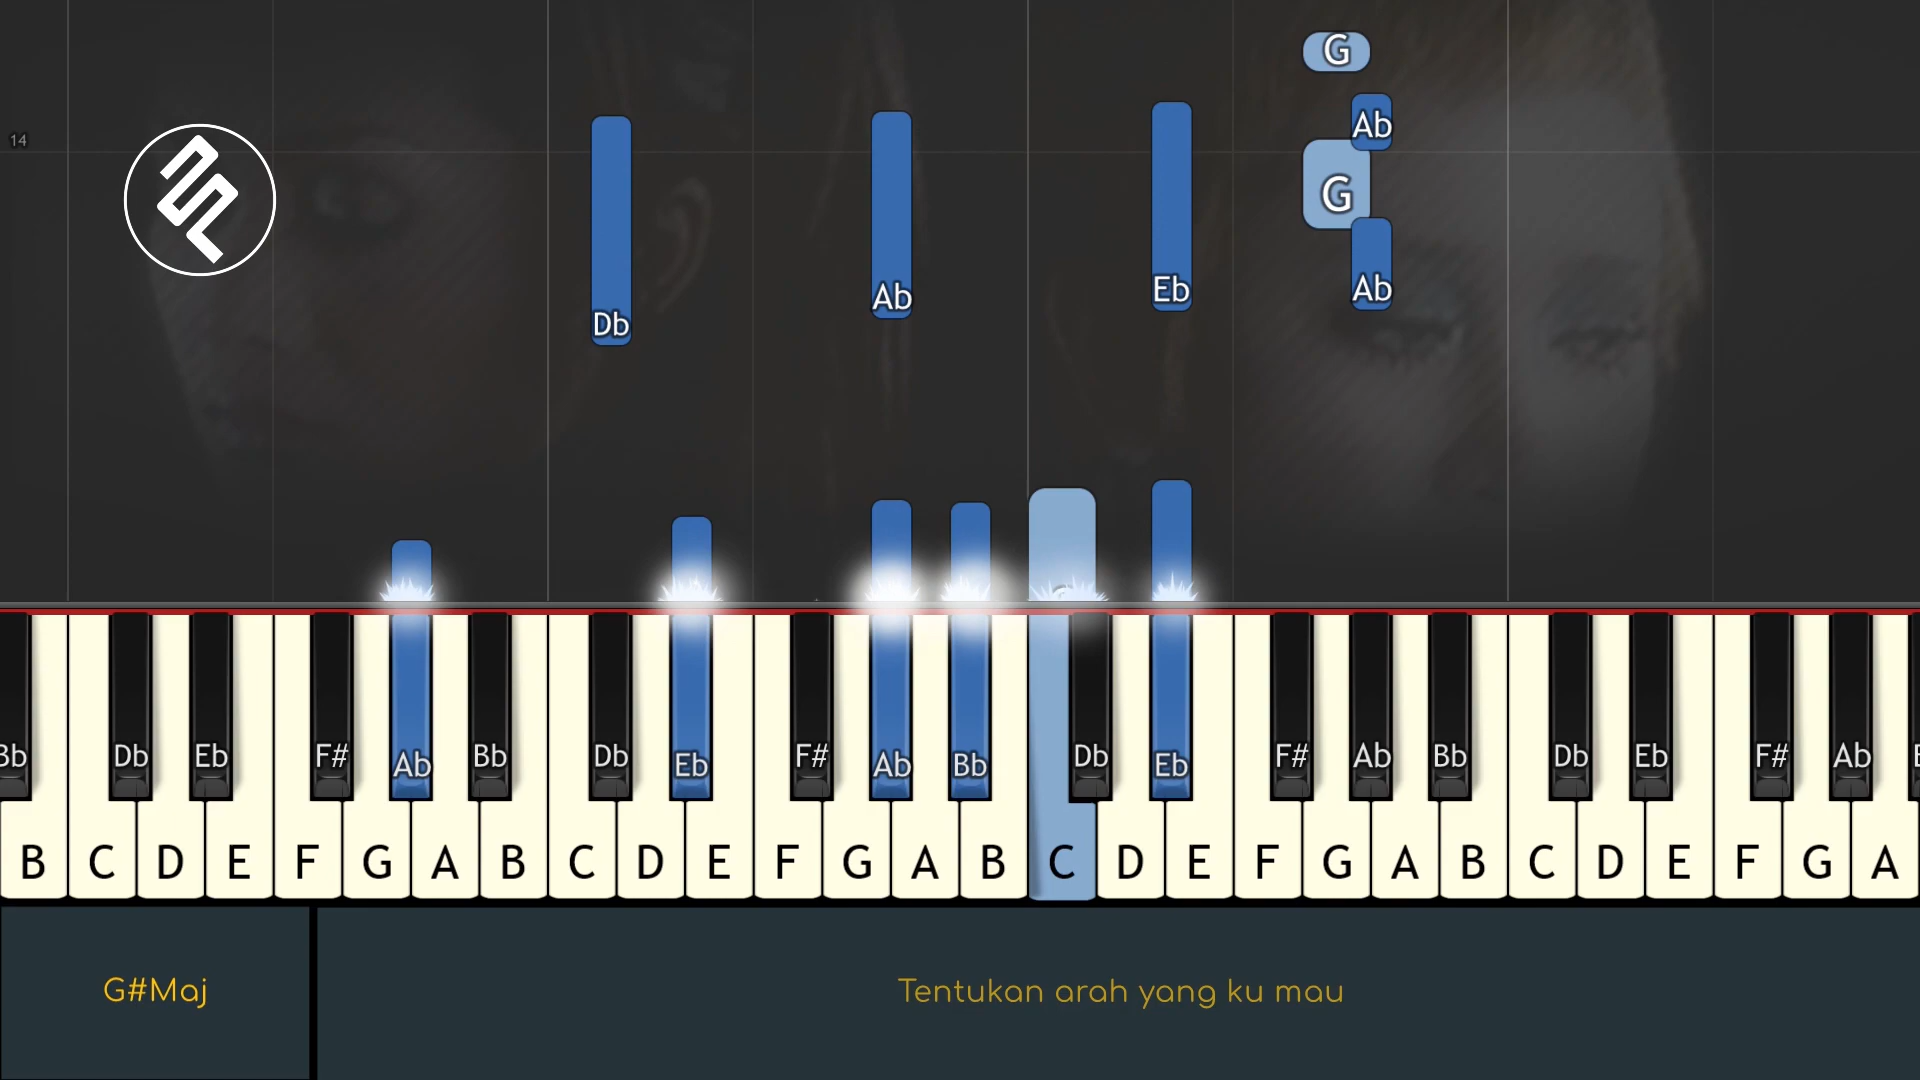 G
14
Ab
G
Db
Ab
Eb
Ab
Bb Db Eb F# Ab Bb Db Eb F# Ab Bb Db Eb F# Ab Bb Db Eb F# Ab
B C D E F G A B C D E F G A B C D E F G A B C D E F G A
G#Maj
Tentukan arah yang ku mau